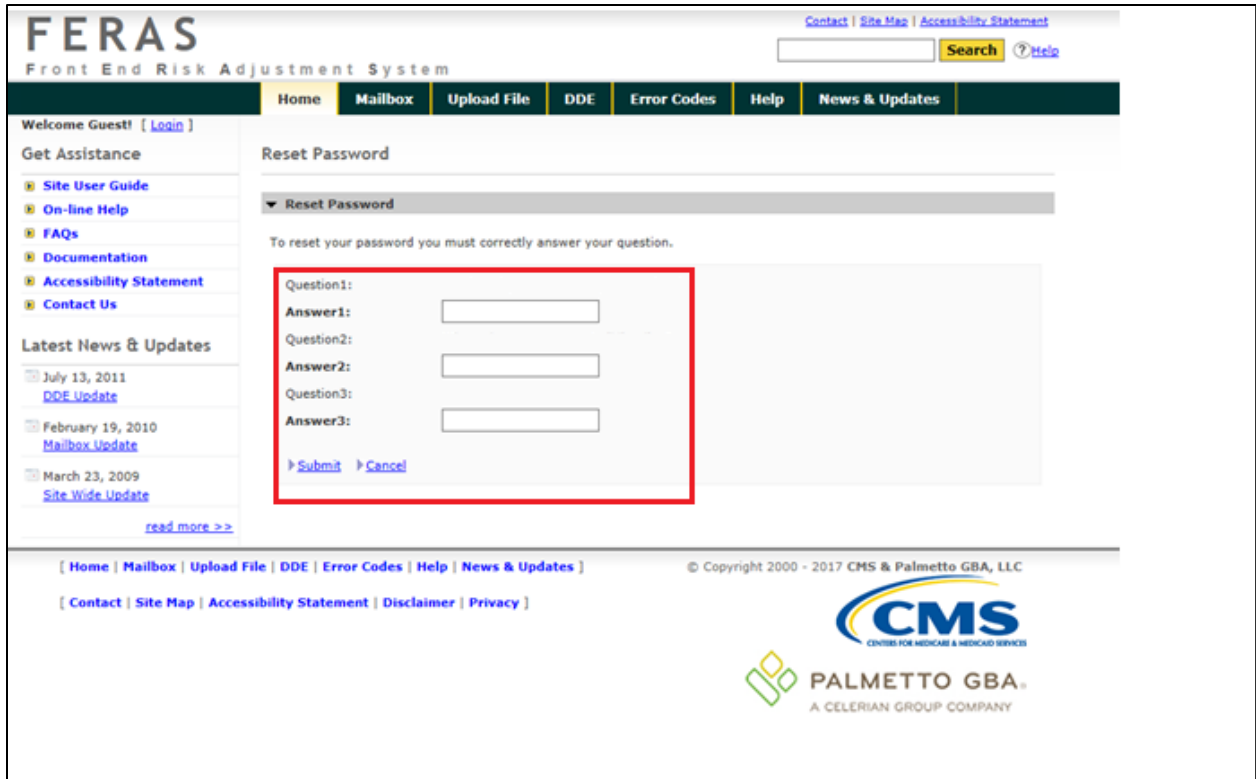 FERAS
Front End Risk Adjustment System
Contact | Site Map | Accessibility Statement
Search ? Help
Home Mailbox Upload File DDE Error Codes Help News & Updates
Welcome Guest! [ Login ]
Get Assistance
Site User Guide
On-line Help
FAQs
Documentation
Accessibility Statement
Contact Us
Latest News & Updates
July 13, 2011
DDE Update
February 19, 2010
Mailbox Update
March 23, 2009
Site Wide Update
read more >>
Reset Password
Reset Password
To reset your password you must correctly answer your question.
Question1:
Answer1:
Question2:
Answer2:
Question3:
Answer3:
Submit Cancel
[ Home | Mailbox | Upload File | DDE | Error Codes | Help | News & Updates ]
[ Contact | Site Map | Accessibility Statement | Disclaimer | Privacy ]
© Copyright 2000 - 2017 CMS & Palmetto GBA, LLC
CMS
CENTERS FOR MEDICARE & MEDICAID SERVICES
PALMETTO GBA®
A CELERIAN GROUP COMPANY